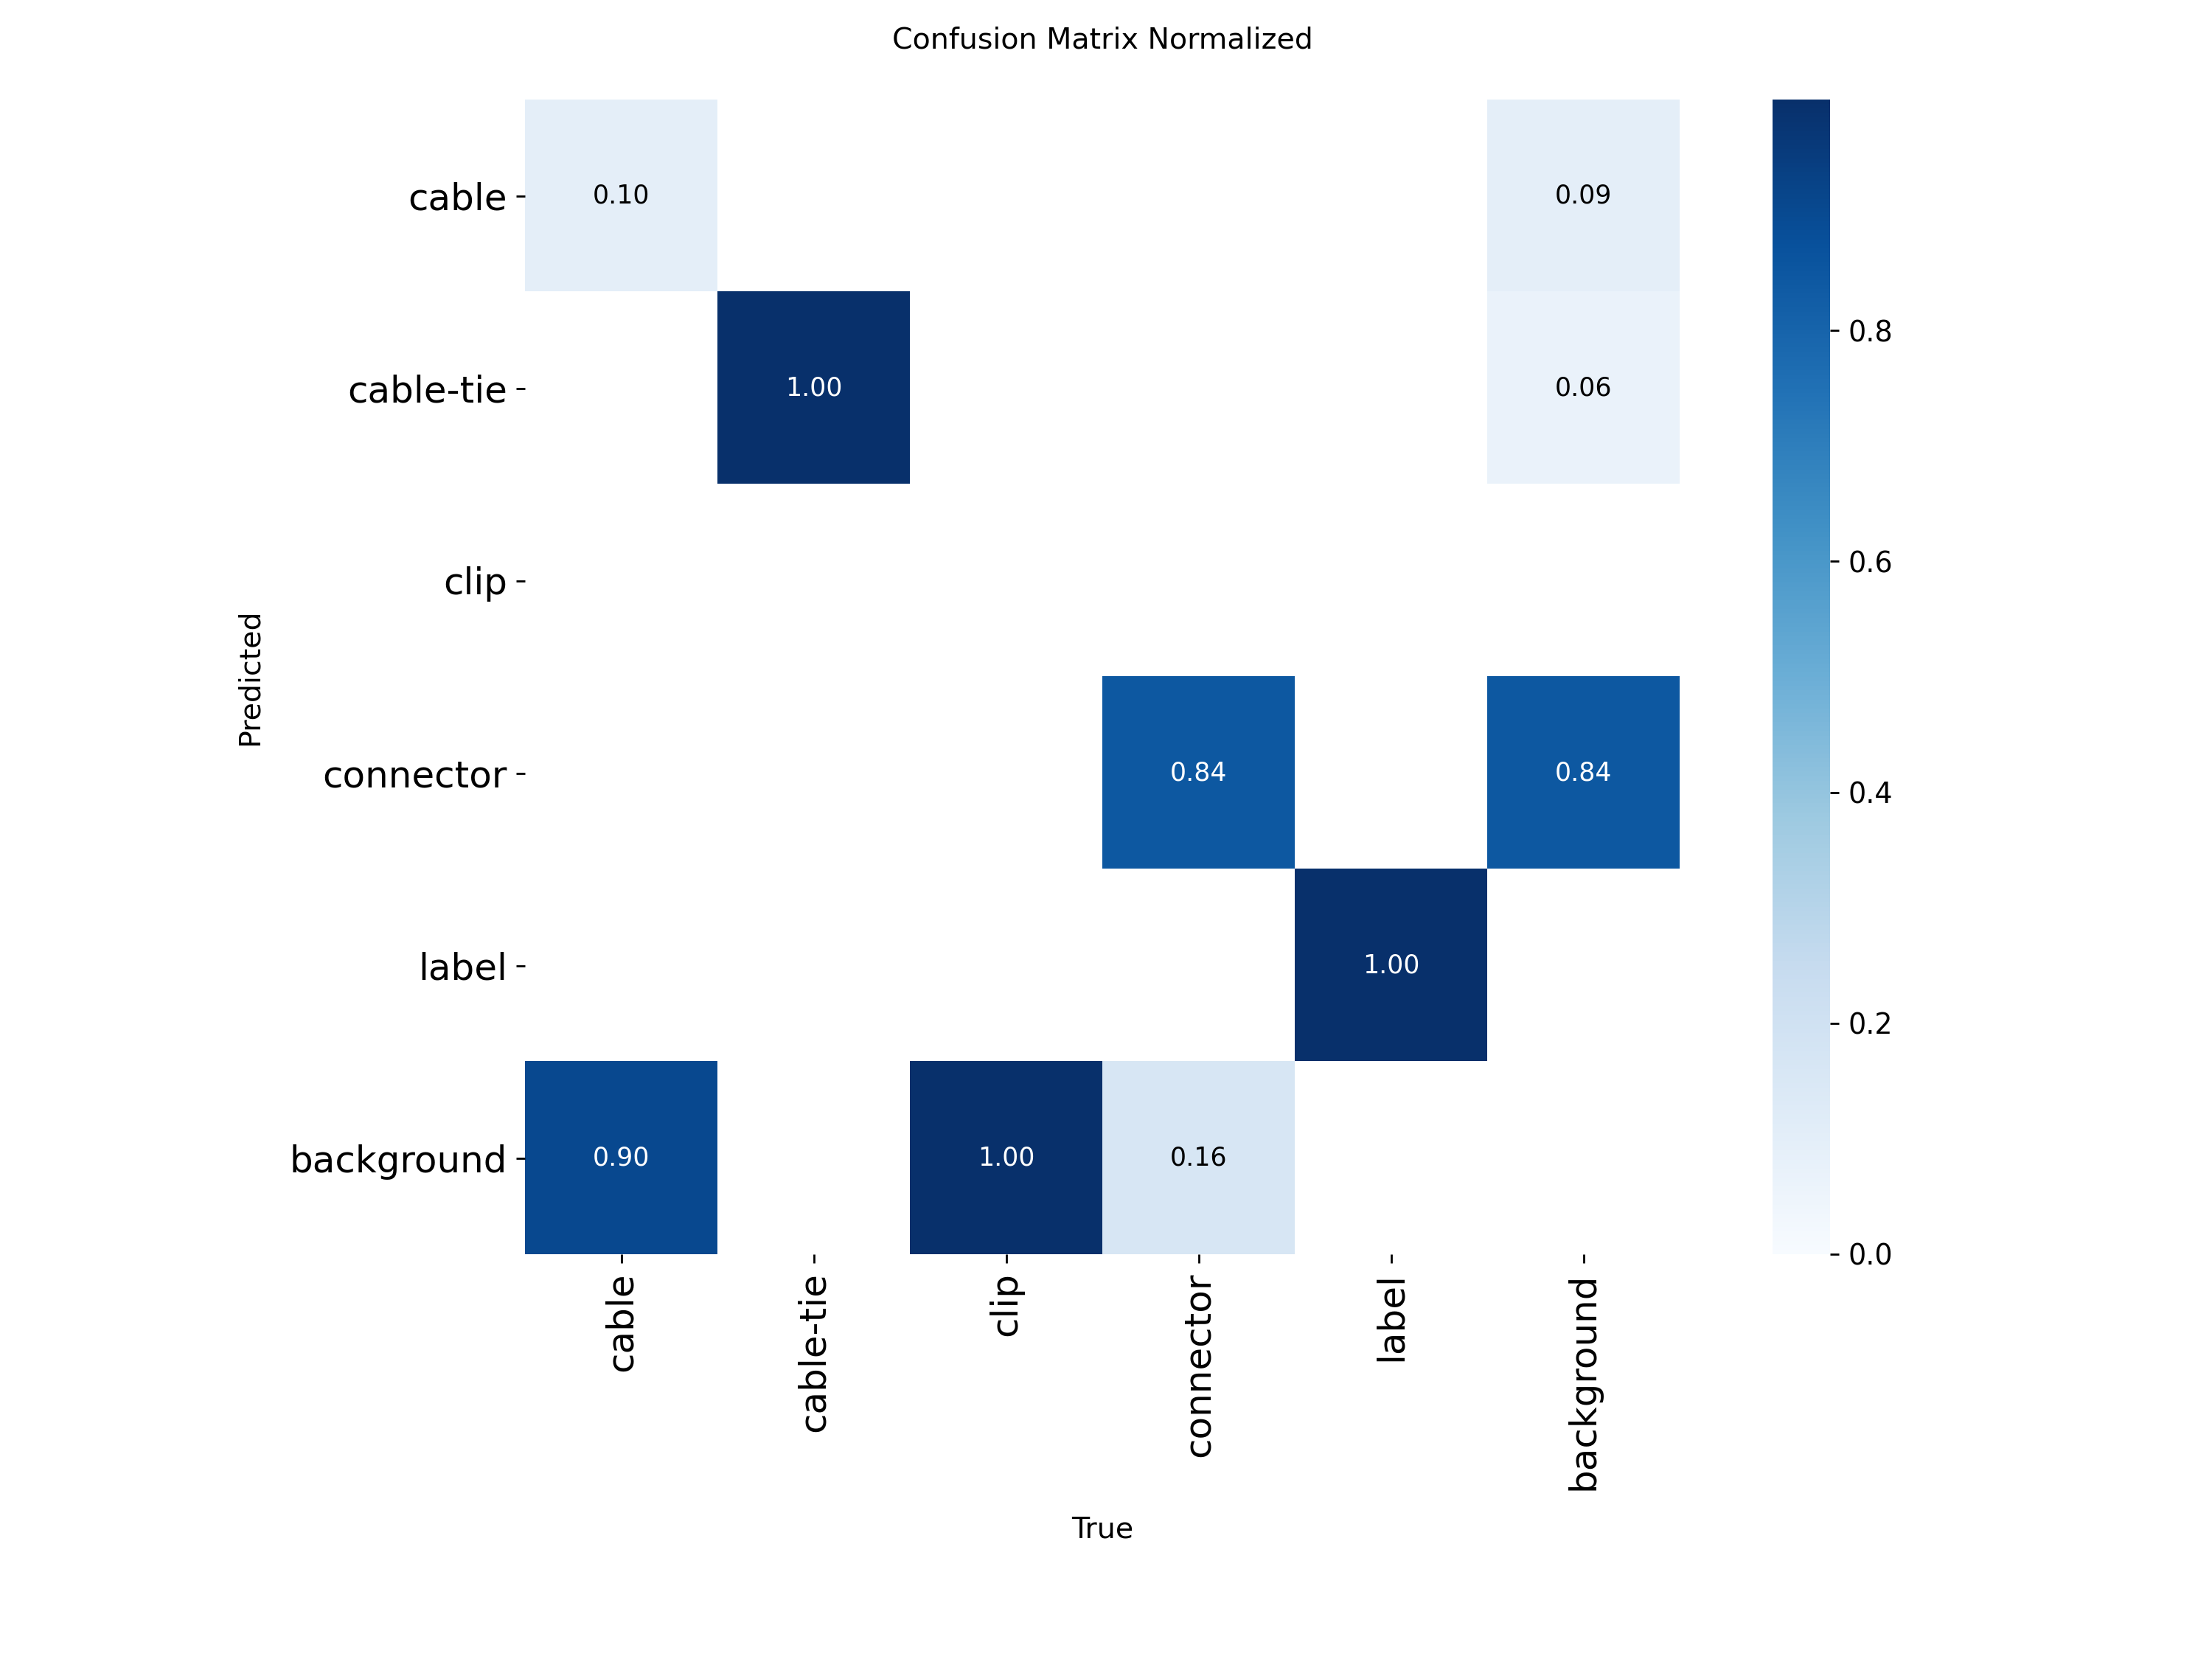 Confusion Matrix Normalized
Predicted
cable
0.10
0.09
cable-tie
1.00
0.06
clip
connector
0.84
0.84
label
1.00
background
0.90
1.00
0.16
cable
cable-tie
clip
connector
label
background
True
0.8
0.6
0.4
0.2
0.0